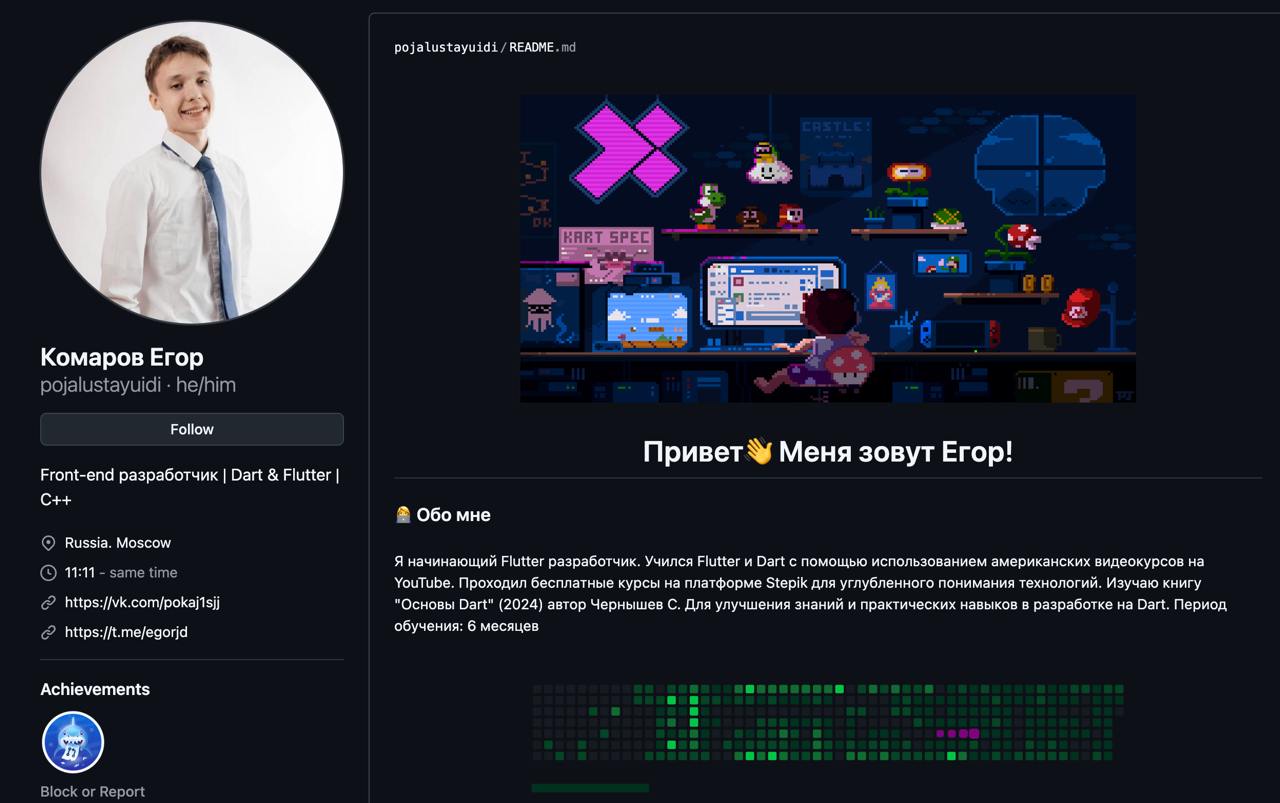 pojalustayuidi/README.md
CASTLE!
DK
KART SPEC
Комаров Егор
pojalustayuidi · he/him
Follow
Front-end разработчик | Dart & Flutter |
C++
Russia. Moscow
11:11 - same time
https://vk.com/pokaj1sjj
https://t.me/egorjd
Achievements
Block or Report
Привет👋 Меня зовут Егор!
Обо мне
Я начинающий Flutter разработчик. Учился Flutter и Dart с помощью использованием американских видеокурсов на
YouTube. Проходил бесплатные курсы на платформе Stepik для углубленного понимания технологий. Изучаю книгу
"Основы Dart" (2024) автор Чернышев С. Для улучшения знаний и практических навыков в разработке на Dart. Период
обучения: 6 месяцев